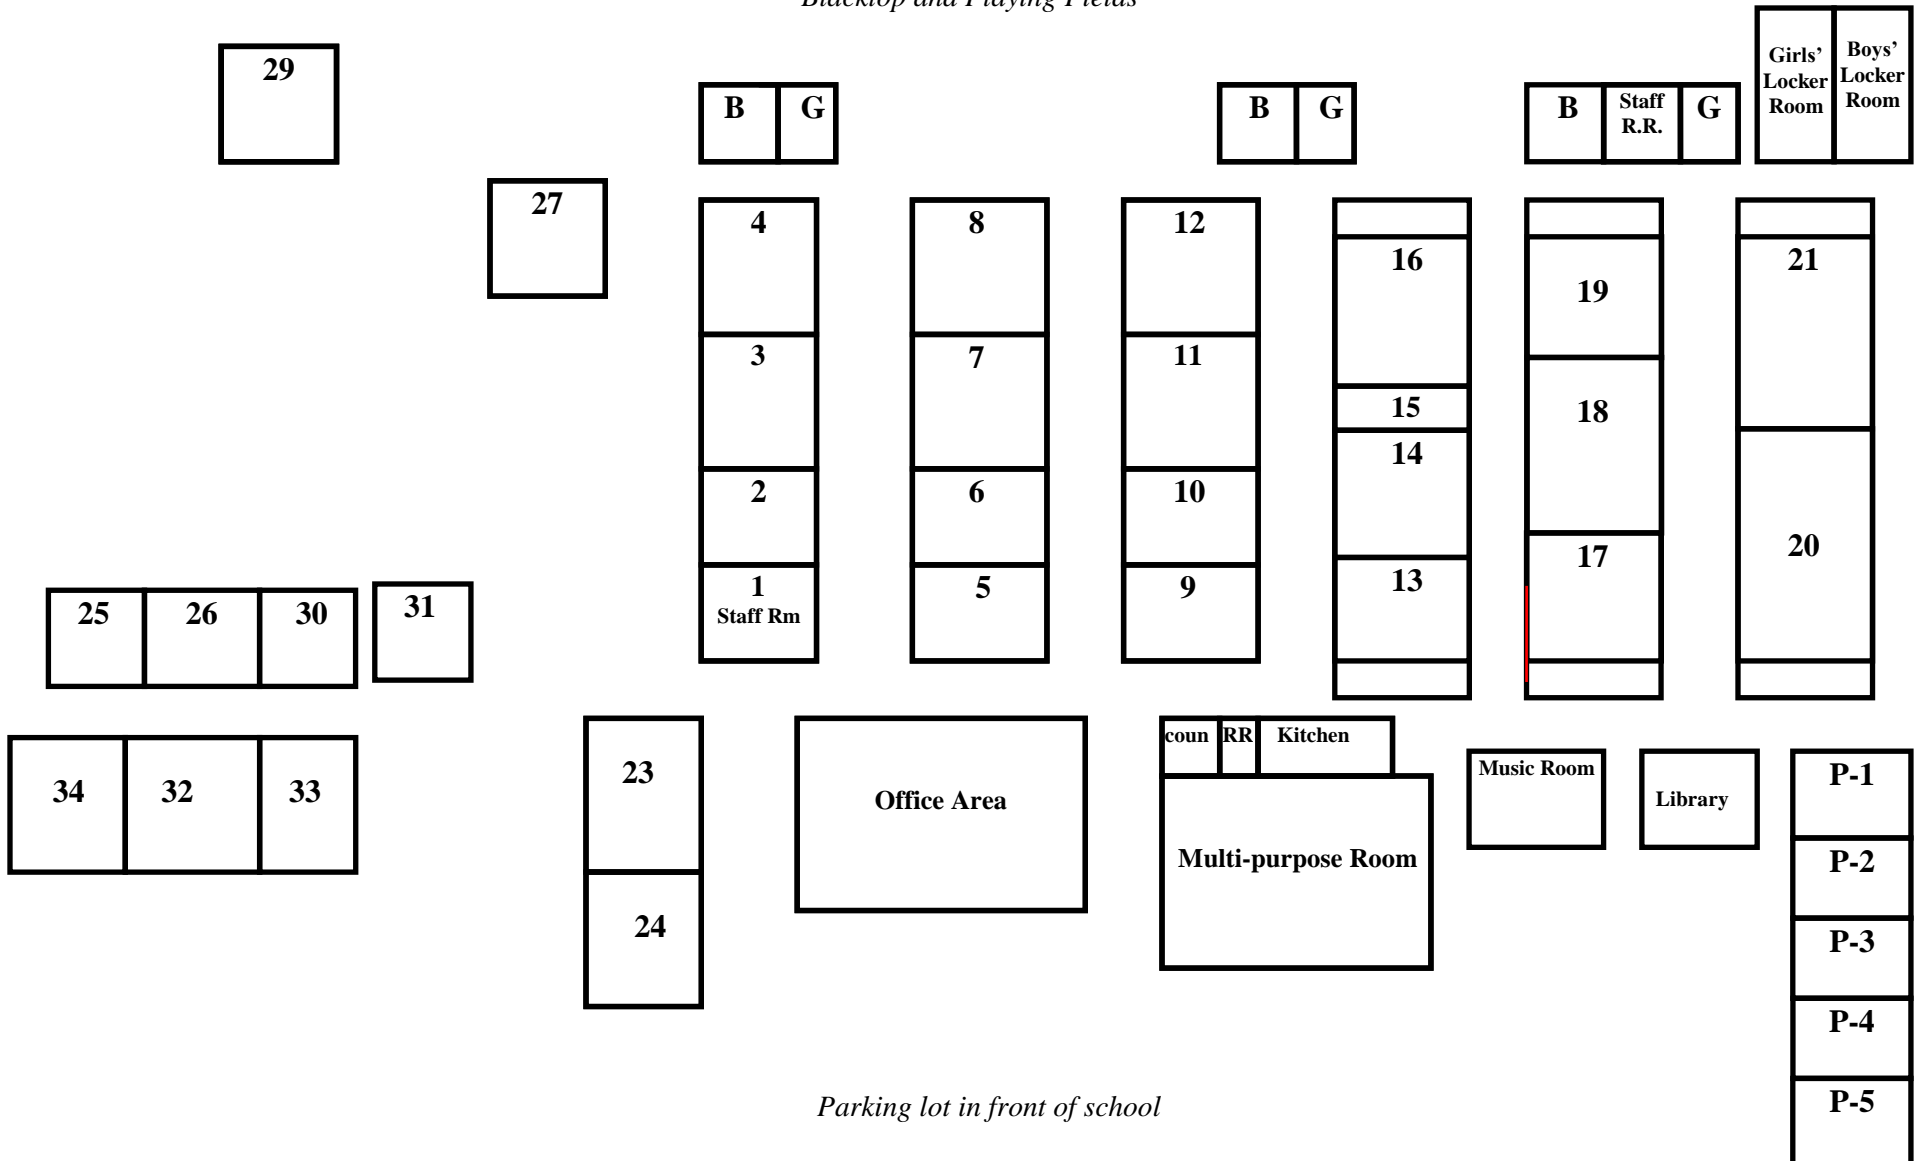 Blacktop and Playing Fields
29
B
G
B
G
B
Staff
R.R.
G
Girls'
Locker
Room
Boys'
Locker
Room
27
4
8
12
16
19
21
3
7
11
15
18
14
2
6
10
17
20
13
1
Staff Rm
5
9
25
26
30
31
34
32
33
23
24
Office Area
coun
RR
Kitchen
Multi-purpose Room
Music Room
Library
P-1
P-2
P-3
P-4
P-5
Parking lot in front of school